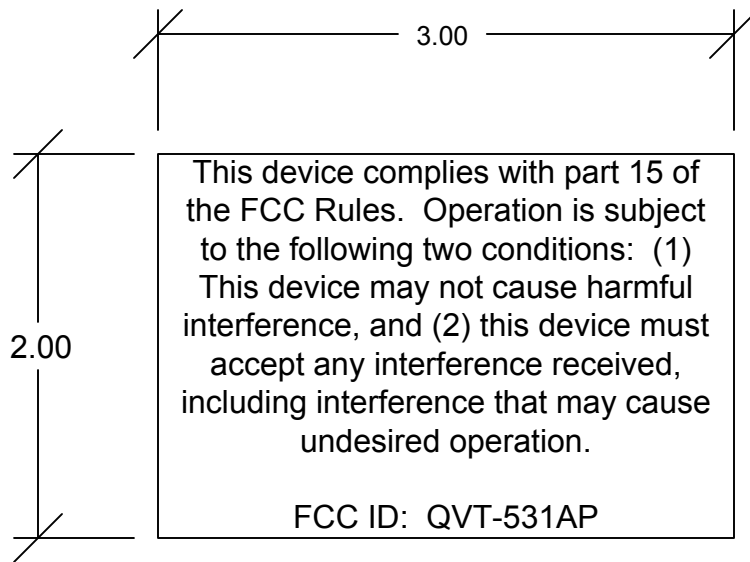 3.00
2.00
This device complies with part 15 of
the FCC Rules.  Operation is subject
to the following two conditions:  (1)
This device may not cause harmful
interference, and (2) this device must
accept any interference received,
including interference that may cause
undesired operation.
FCC ID:  QVT-531AP